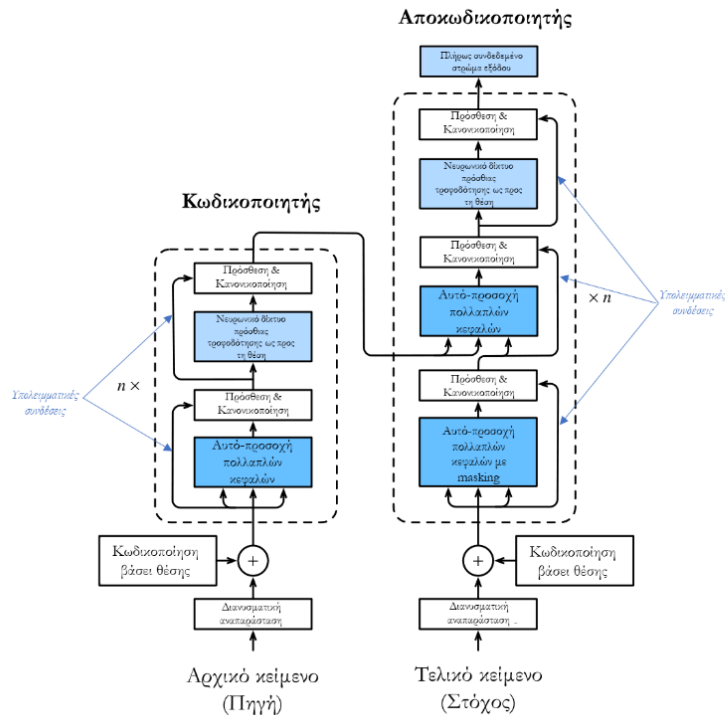 Αποκωδικοποιητής
Πλήρως συνδεδεμένο
στρώμα εξόδου
Πρόσθεση &
Κανονικοποίηση
Νευρωνικό δίκτυο
πρόσθιας
τροφοδότησης ως προς
τη θέση
Πρόσθεση &
Κανονικοποίηση
Αυτό-προσοχή
πολλαπλών
κεφαλών
× n
Υπολειμματικές
συνδέσεις
Πρόσθεση &
Κανονικοποίηση
Αυτό-προσοχή
πολλαπλών
κεφαλών με
masking
+
Κωδικοποίηση
βάσει θέσης
Διανυσματική
αναπαράσταση .
Τελικό κείμενο
(Στόχος)
Κωδικοποιητής
Πρόσθεση &
Κανονικοποίηση
Νευρωνικό δίκτυο
πρόσθιας
τροφοδότησης ως προς
τη θέση
Υπολειμματικές
συνδέσεις
n ×
Πρόσθεση &
Κανονικοποίηση
Αυτό-προσοχή
πολλαπλών
κεφαλών
Κωδικοποίηση
βάσει θέσης
+
Διανυσματική
αναπαράσταση
Αρχικό κείμενο
(Πηγή)